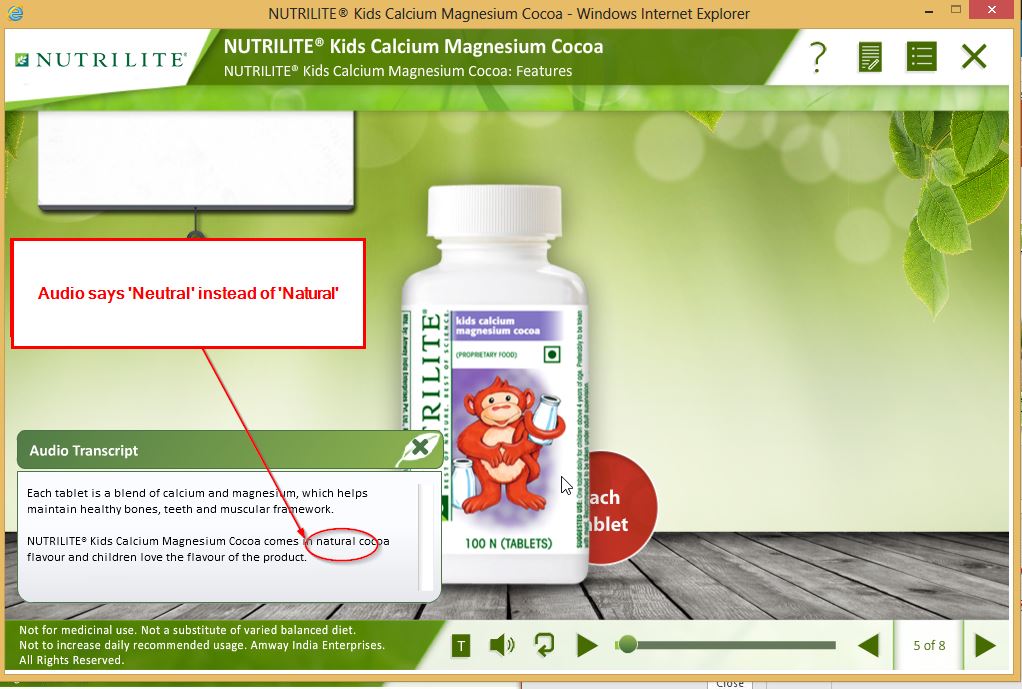 NUTRILITE® Kids Calcium Magnesium Cocoa - Windows Internet Explorer
NUTRILITE®
NUTRILITE® Kids Calcium Magnesium Cocoa
NUTRILITE® Kids Calcium Magnesium Cocoa: Features
?
Audio says 'Neutral' instead of 'Natural'
kids calcium
magnesium cocoa
(PROPRIETARY FOOD)
RILITE®
BEST OF NATURE. BEST OF SCIENCE.
100 N (TABLETS)
ach
blet
Audio Transcript
Each tablet is a blend of calcium and magnesium, which helps
maintain healthy bones, teeth and muscular framework.
NUTRILITE® Kids Calcium Magnesium Cocoa comes in natural cocoa
flavour and children love the flavour of the product.
Not for medicinal use. Not a substitute of varied balanced diet.
Not to increase daily recommended usage. Amway India Enterprises.
All Rights Reserved.
T
5 of 8
Close